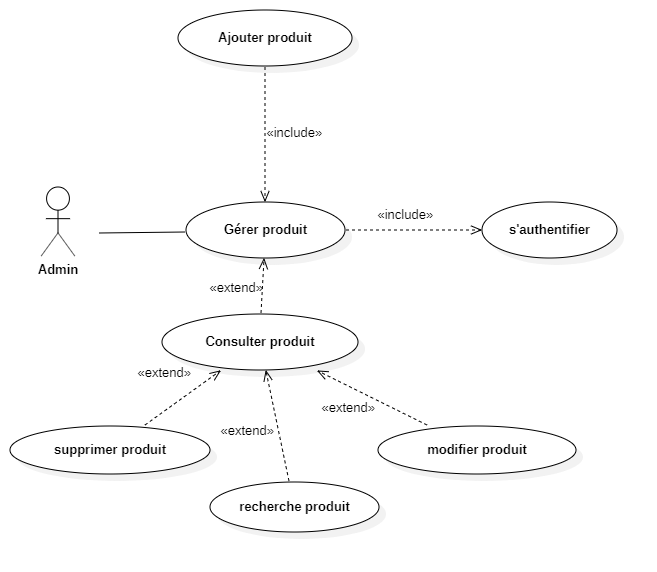 Ajouter produit
«include»
Gérer produit
«include»
s'authentifier
Admin
«extend»
Consulter produit
«extend»
«extend»
«extend»
supprimer produit
modifier produit
recherche produit